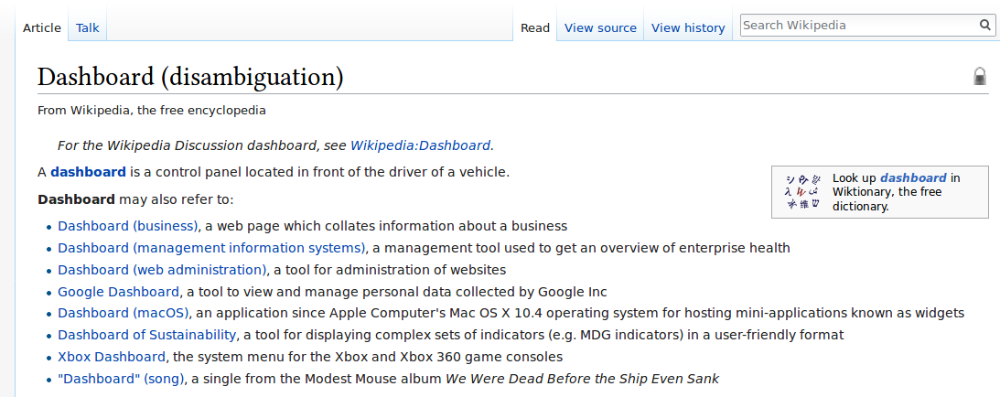 Article Talk Read View source View history Search Wikipedia
Dashboard (disambiguation)
From Wikipedia, the free encyclopedia
For the Wikipedia Discussion dashboard, see Wikipedia:Dashboard.
A dashboard is a control panel located in front of the driver of a vehicle.
Look up dashboard in
Wiktionary, the free
dictionary.
Dashboard may also refer to:
Dashboard (business), a web page which collates information about a business
Dashboard (management information systems), a management tool used to get an overview of enterprise health
Dashboard (web administration), a tool for administration of websites
Google Dashboard, a tool to view and manage personal data collected by Google Inc
Dashboard (macOS), an application since Apple Computer's Mac OS X 10.4 operating system for hosting mini-applications known as widgets
Dashboard of Sustainability, a tool for displaying complex sets of indicators (e.g. MDG indicators) in a user-friendly format
Xbox Dashboard, the system menu for the Xbox and Xbox 360 game consoles
"Dashboard" (song), a single from the Modest Mouse album We Were Dead Before the Ship Even Sank